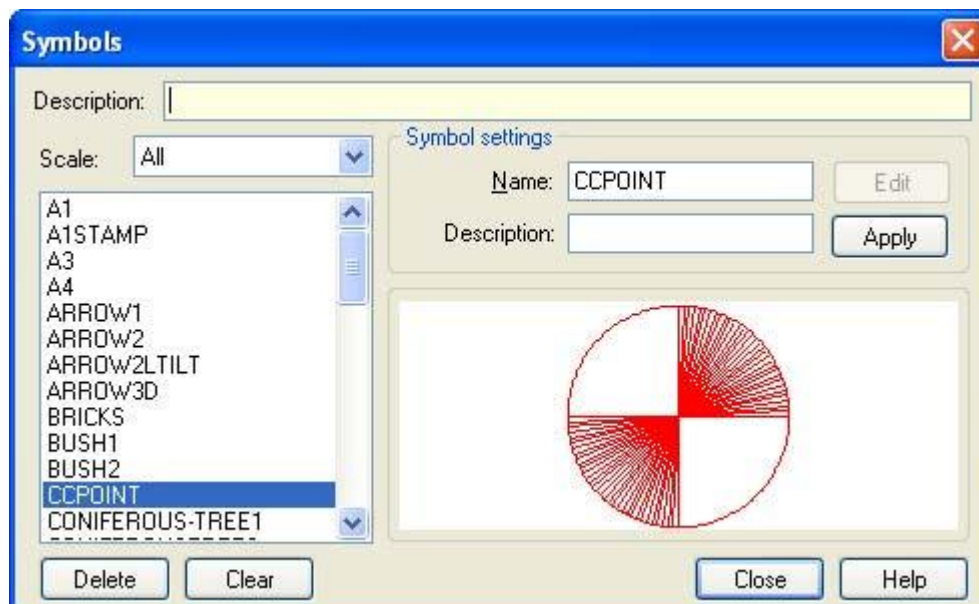 Symbols
Description:
Scale: All
A1
A1STAMP
A3
A4
ARROW1
ARROW2
ARROW2LTILT
ARROW3D
BRICKS
BUSH1
BUSH2
CCPOINT
CONIFEROUS-TREE1
Symbol settings
Name: CCPOINT Edit
Description: Apply
Delete Clear Close Help